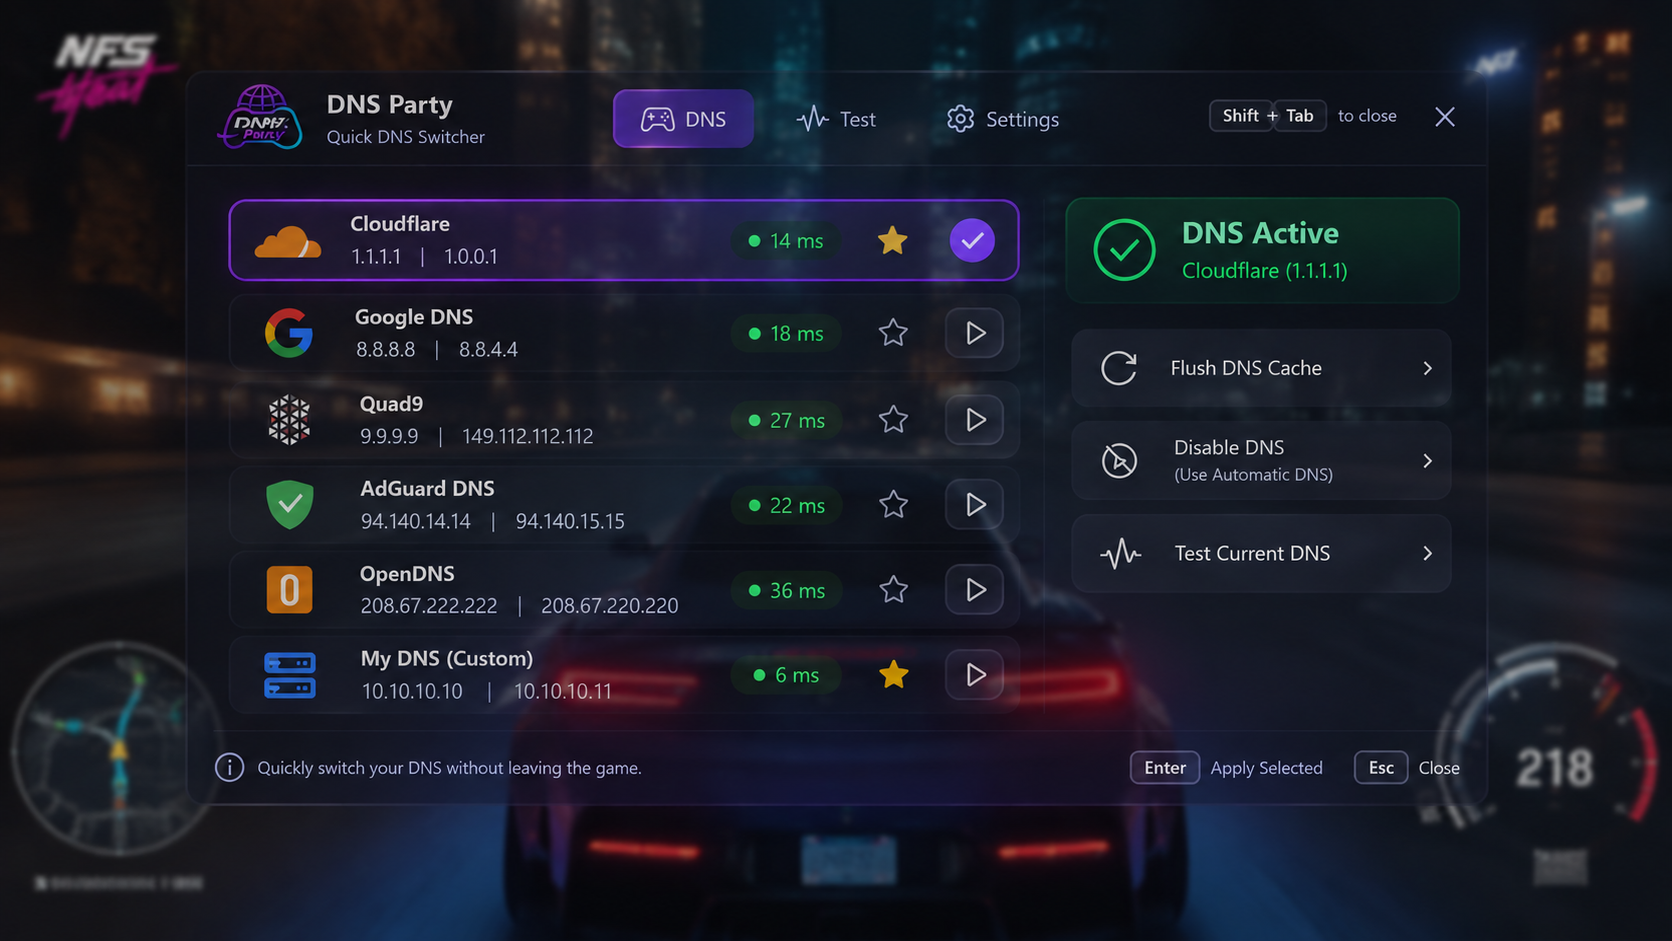 NFS
Heat
DNS Party
Quick DNS Switcher
DNS
Test
Settings
Shift + Tab to close
Cloudflare
1.1.1.1 | 1.0.0.1
14 ms
Google DNS
8.8.8.8 | 8.8.4.4
18 ms
Quad9
9.9.9.9 | 149.112.112.112
27 ms
AdGuard DNS
94.140.14.14 | 94.140.15.15
22 ms
OpenDNS
208.67.222.222 | 208.67.220.220
36 ms
My DNS (Custom)
10.10.10.10 | 10.10.10.11
6 ms
DNS Active
Cloudflare (1.1.1.1)
Flush DNS Cache
Disable DNS
(Use Automatic DNS)
Test Current DNS
Quickly switch your DNS without leaving the game.
Enter Apply Selected
Esc Close
218